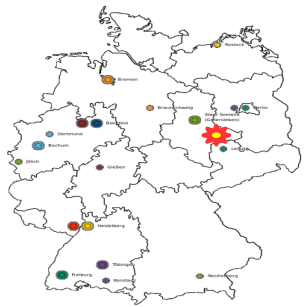 Rostock
Bremen
Braunschweig
Berlin
Stadt Seeland
(Gatersleben)
Bielefeld
Dortmund
Bochum
Jülich
Gießen
Heidelberg
Tübingen
Freiburg
Konstanz
Neuherberg